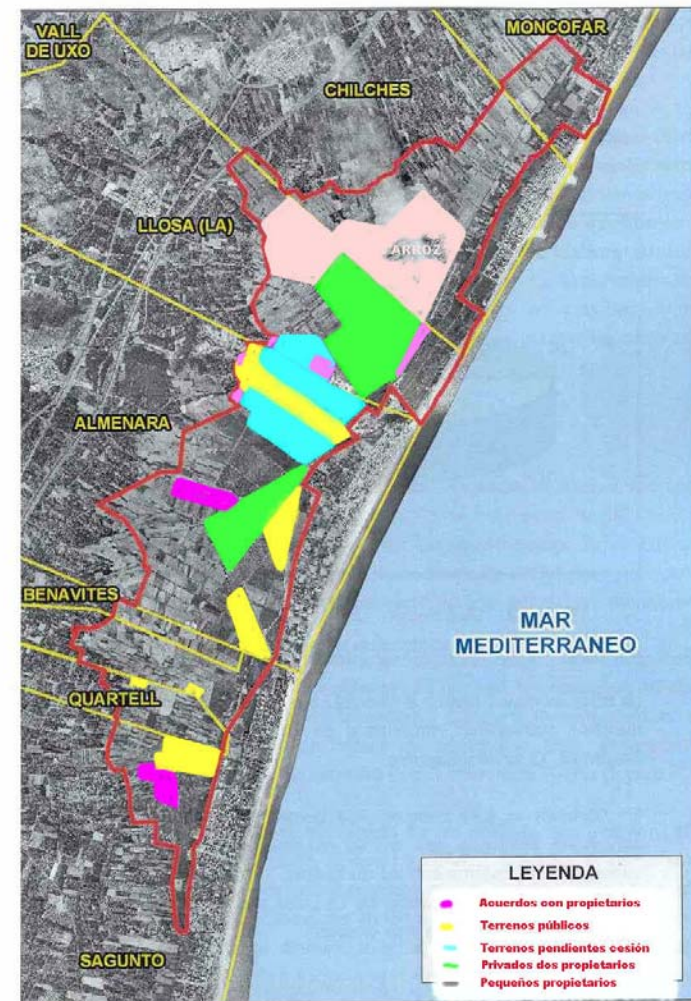 VALL
DE UXO
MONCOFAR
CHILCHES
LLOSA (LA)
ARROZ
ALMENARA
BENAVITES
MAR
MEDITERRANEO
QUARTELL
SAGUNTO
LEYENDA
Acuerdos con propietarios
Terrenos públicos
Terrenos pendientes cesión
Privados dos propietarios
Pequeños propietarios